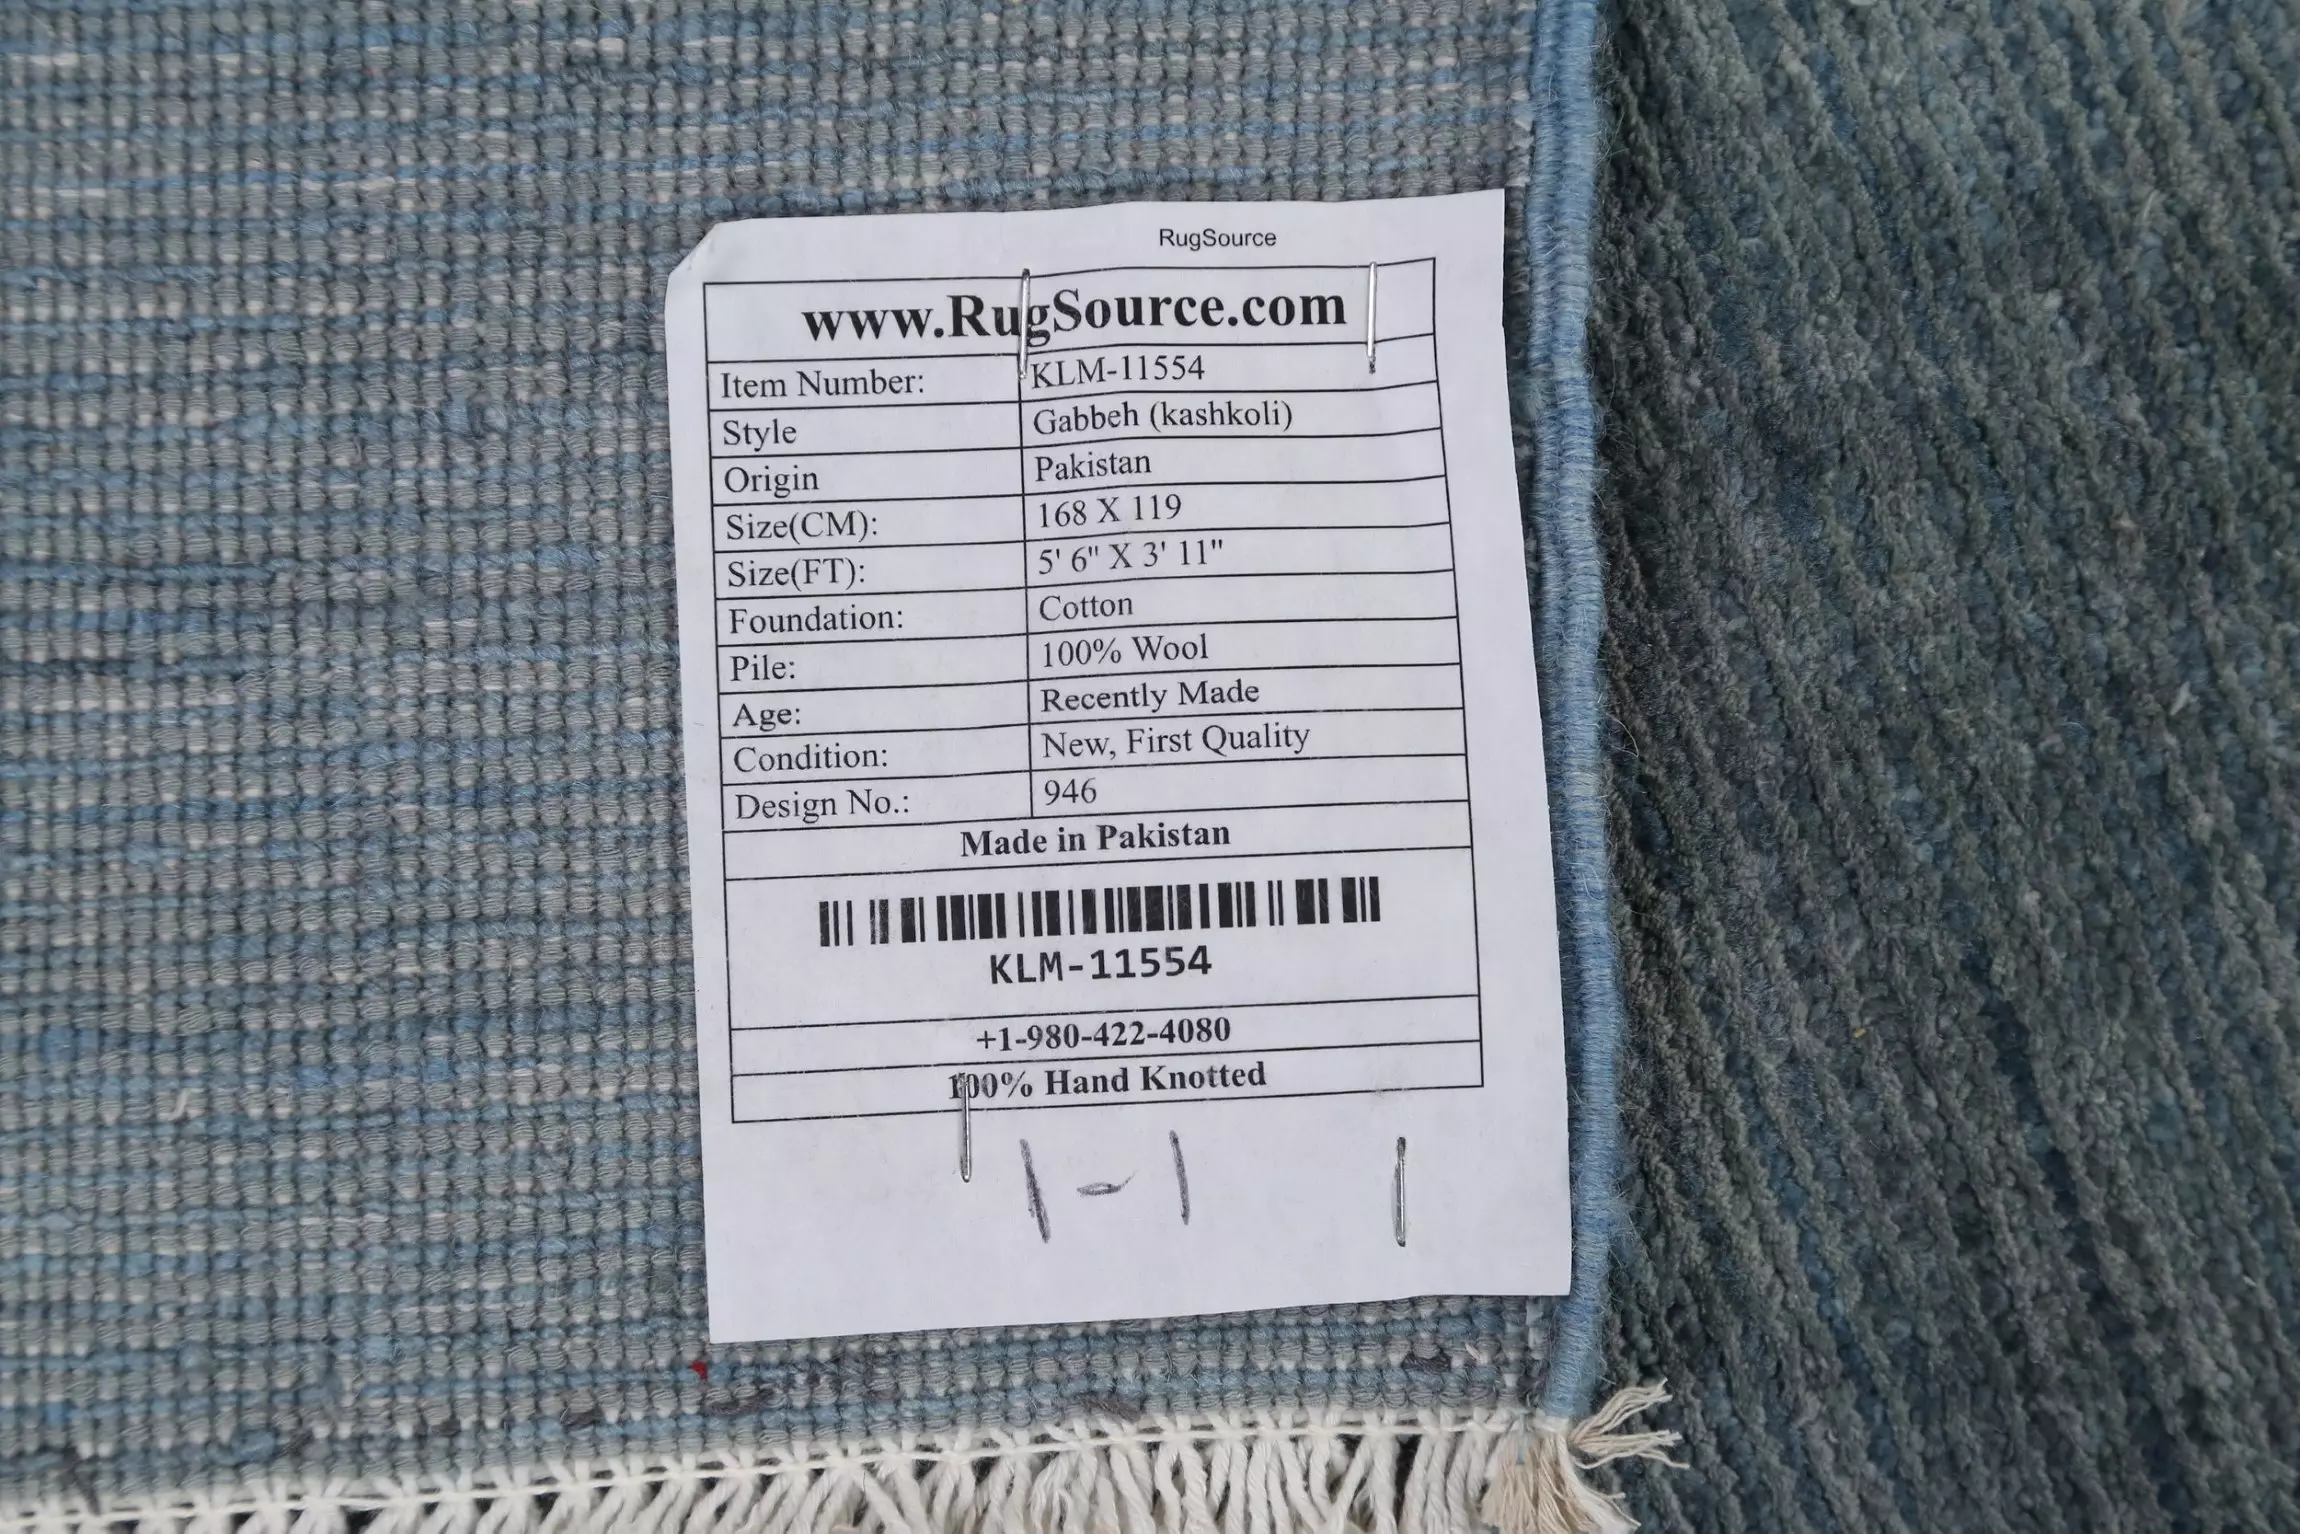 RugSource
www.RugSource.com
Item Number: KLM-11554
Style Gabbeh (kashkoli)
Origin Pakistan
Size(CM): 168 X 119
Size(FT): 5' 6" X 3' 11"
Foundation: Cotton
Pile: 100% Wool
Age: Recently Made
Condition: New, First Quality
Design No.: 946
Made in Pakistan
KLM-11554
+1-980-422-4080
100% Hand Knotted
1-1